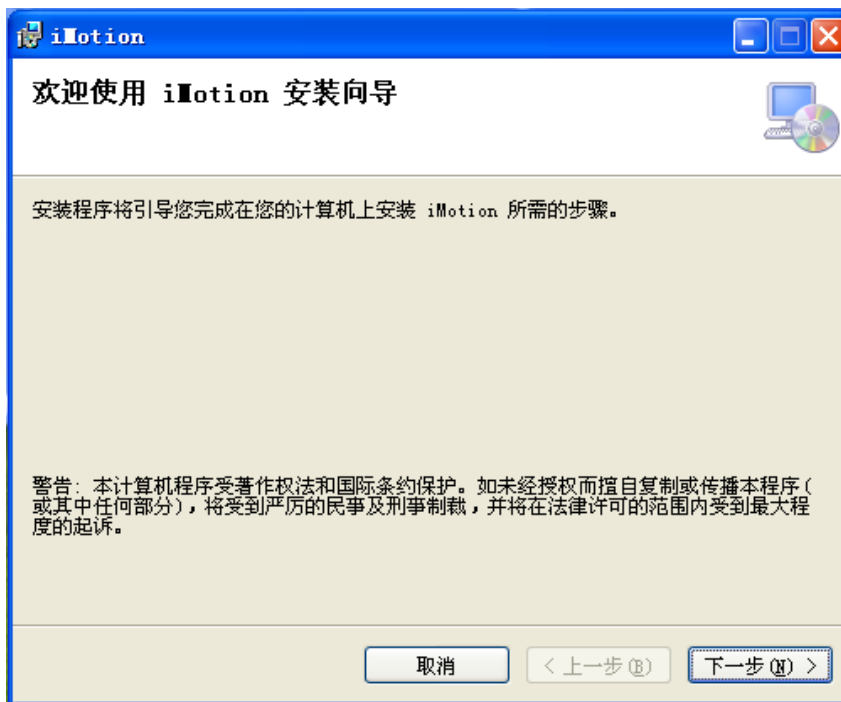 iMotion
欢迎使用 iMotion 安装向导
安装程序将引导您完成在您的计算机上安装 iMotion 所需的步骤。
警告: 本计算机程序受著作权法和国际条约保护。如未经授权而擅自复制或传播本程序(
或其中任何部分)，将受到严厉的民事及刑事制裁，并将在法律许可的范围内受到最大程
度的起诉。
取消
< 上一步(B)
下一步(N) >